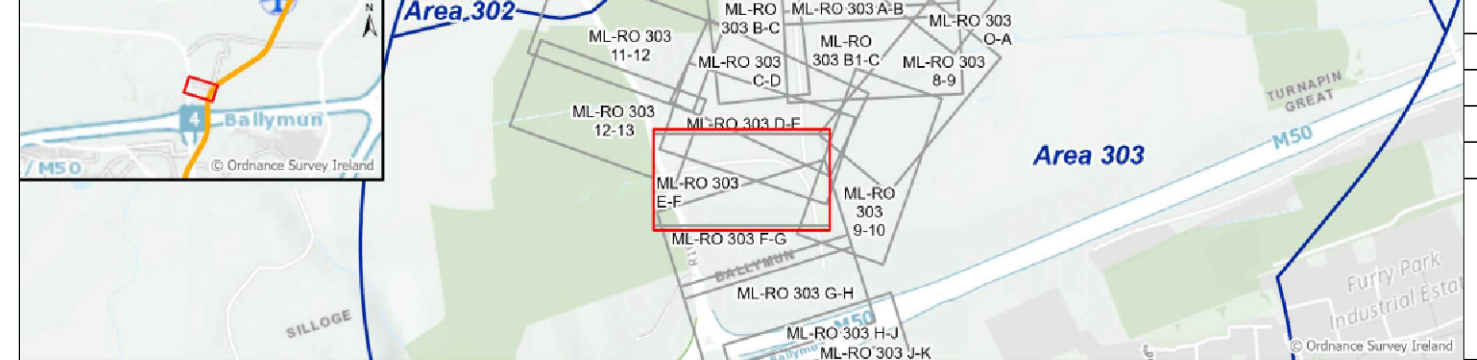 N
4
Ballymun
M50
© Ordnance Survey Ireland
Area 302
ML-RO 303
11-12
ML-RO
303 B-C
ML-RO 303 A-B
ML-RO 303
O-A
ML-RO
303 B1-C
ML-RO 303
C-D
ML-RO 303
8-9
ML-RO 303
12-13
ML-RO 303 D-E
ML-RO 303
E-F
ML-RO
303
9-10
ML-RO 303 F-G
BALLYMUN
ML-RO 303 G-H
ML-RO 303 H-J
ML-RO 303 J-K
M50
Ballymun
SILLOGE
Area 303
M50
TURNAPIN
GREAT
Furry Park
Industrial Estat
© Ordnance Survey Ireland